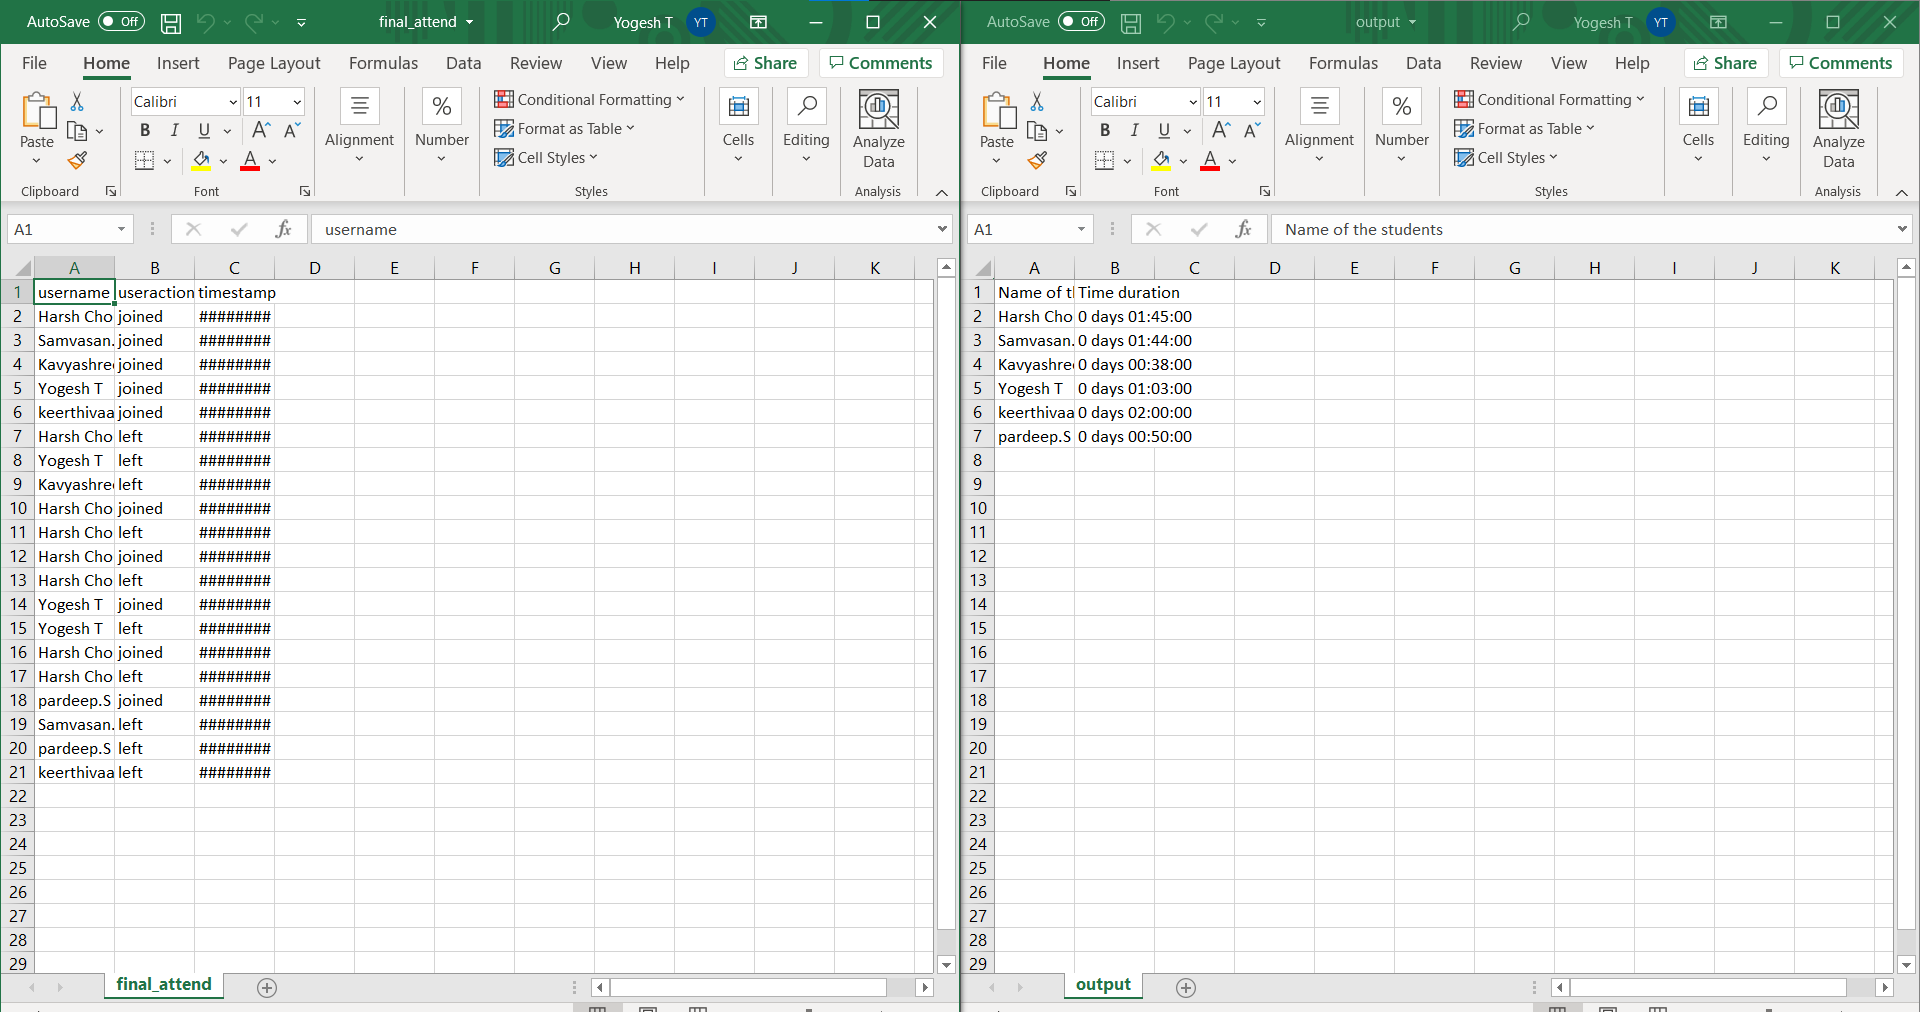 AutoSave Off final_attend Yogesh T YT
File Home Insert Page Layout Formulas Data Review View Help Share Comments
Calibri 11
Paste B I U A A A
Alignment % Number
Conditional Formatting
Format as Table
Cell Styles
Cells Editing Analyze Data
Clipboard Font Styles Analysis
A1 fx username
A B C D E F G H I J K
1 username useraction timestamp
2 Harsh Cho joined ########
3 Samvasan. joined ########
4 Kavyashre joined ########
5 Yogesh T joined ########
6 keerthivaa joined ########
7 Harsh Cho left ########
8 Yogesh T left ########
9 Kavyashre left ########
10 Harsh Cho joined ########
11 Harsh Cho left ########
12 Harsh Cho joined ########
13 Harsh Cho left ########
14 Yogesh T joined ########
15 Yogesh T left ########
16 Harsh Cho joined ########
17 Harsh Cho left ########
18 pardeep.S joined ########
19 Samvasan. left ########
20 pardeep.S left ########
21 keerthivaa left ########
22
23
24
25
26
27
28
29
final_attend
AutoSave Off output Yogesh T YT
File Home Insert Page Layout Formulas Data Review View Help Share Comments
Calibri 11
Paste B I U A A A
Alignment % Number
Conditional Formatting
Format as Table
Cell Styles
Cells Editing Analyze Data
Clipboard Font Styles Analysis
A1 fx Name of the students
A B C D E F G H I J K
1 Name of t Time duration
2 Harsh Cho 0 days 01:45:00
3 Samvasan. 0 days 01:44:00
4 Kavyashre 0 days 00:38:00
5 Yogesh T 0 days 01:03:00
6 keerthivaa 0 days 02:00:00
7 pardeep.S 0 days 00:50:00
8
9
10
11
12
13
14
15
16
17
18
19
20
21
22
23
24
25
26
27
28
29
output